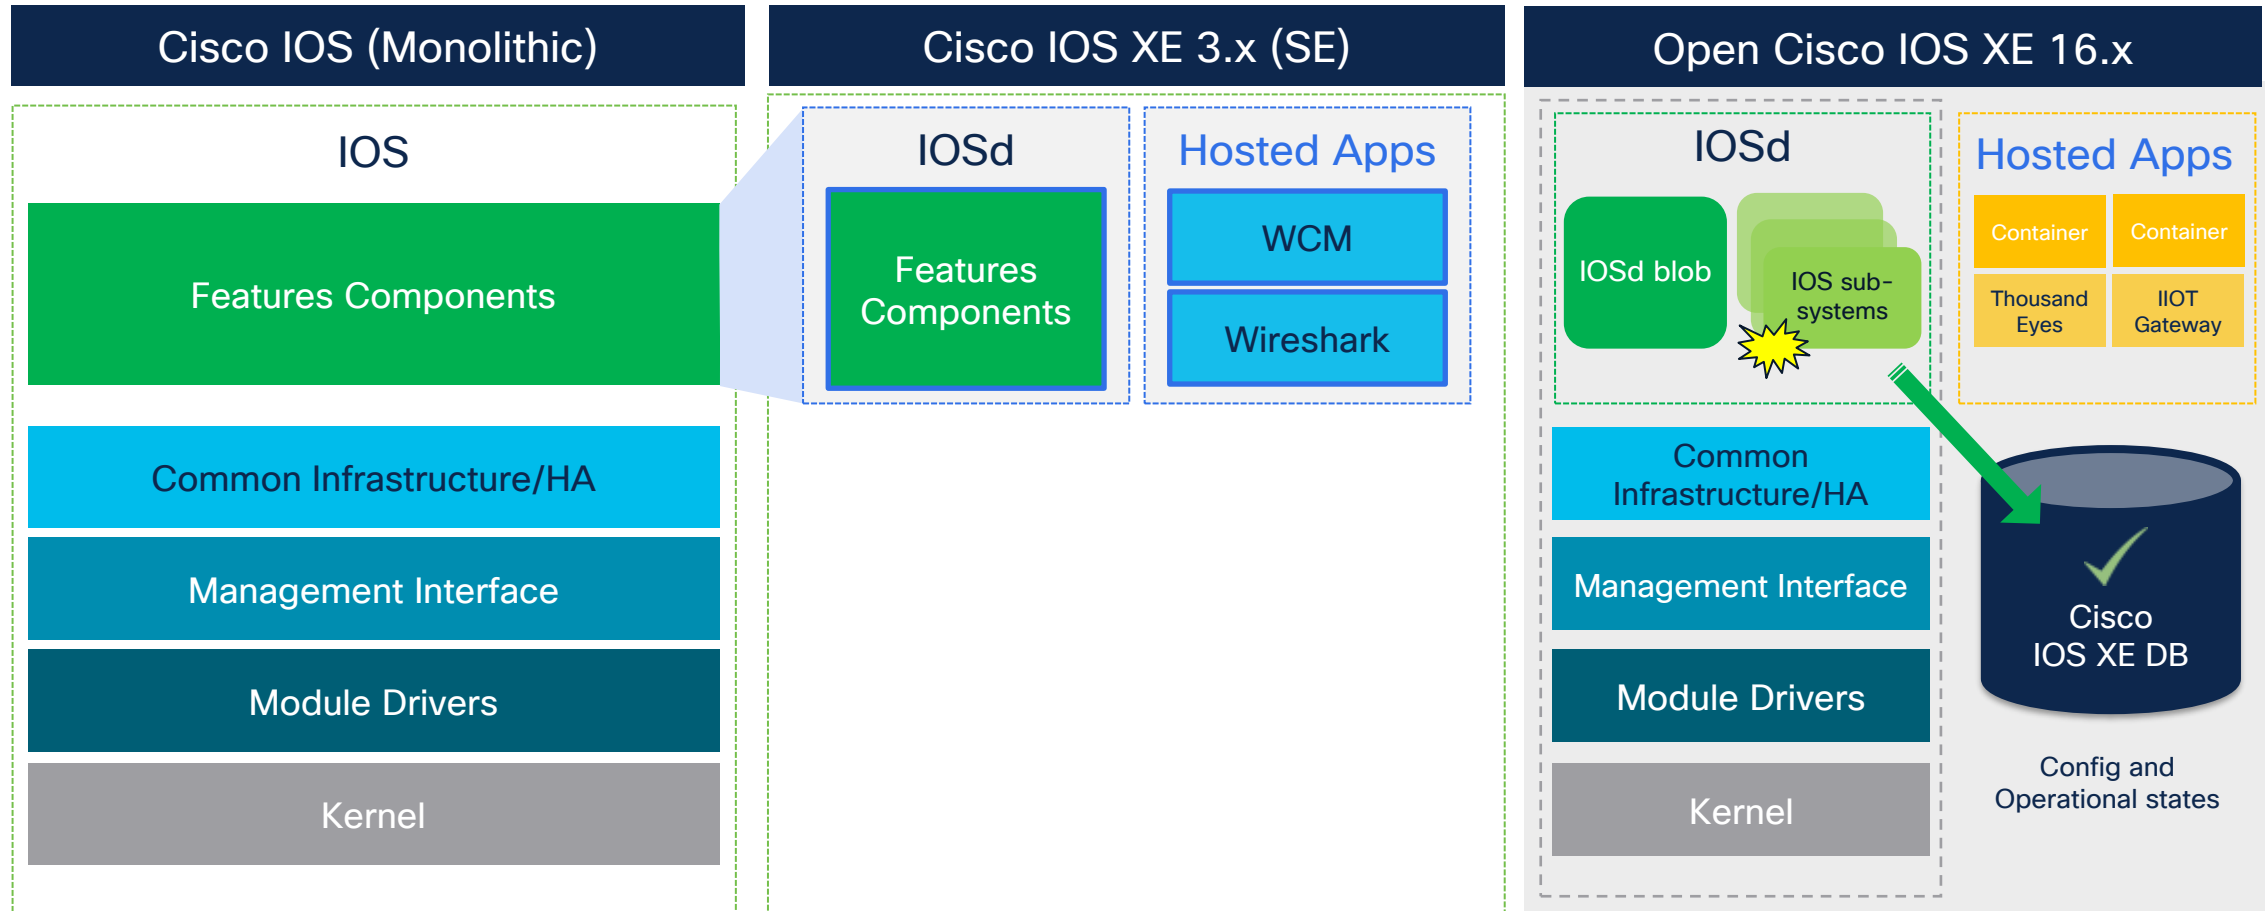 Cisco IOS (Monolithic)
IOS
Features Components
Common Infrastructure/HA
Management Interface
Module Drivers
Kernel
Cisco IOS XE 3.x (SE)
IOSd
Features
Components
Hosted Apps
WCM
Wireshark
Open Cisco IOS XE 16.x
IOSd
IOSd blob
IOS sub-
systems
Common
Infrastructure/HA
Management Interface
Module Drivers
Kernel
Hosted Apps
Container
Container
Thousand
Eyes
IIOT
Gateway
Cisco
IOS XE DB
Config and
Operational states